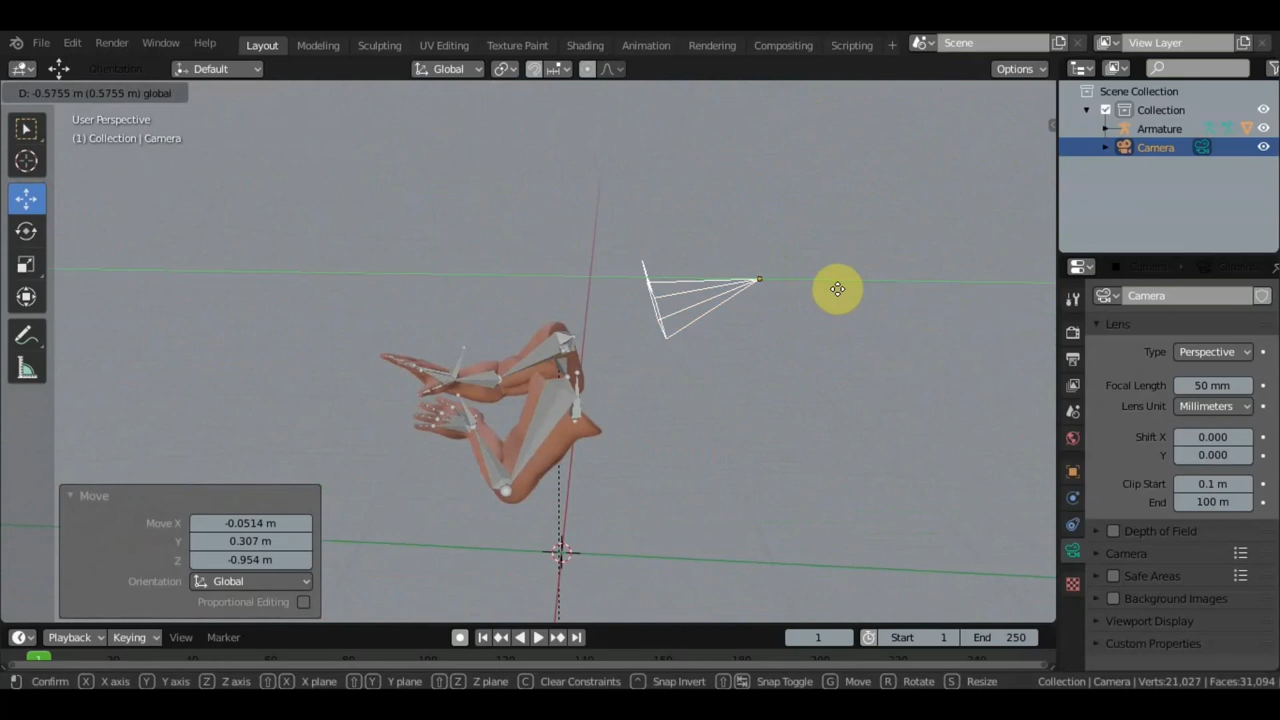 File Edit Render Window Help Layout Modeling Sculpting UV Editing Texture Paint Shading Animation Rendering Compositing Scripting + Scene View Layer
Orientation Default Global Options
D: -0.5755 m (0.5755 m) global
Scene Collection
User Perspective
Collection
(1) Collection | Camera
Armature
Camera
Camera
Lens
Type Perspective
Focal Length 50 mm
Lens Unit Millimeters
Shift X 0.000
Y 0.000
Clip Start 0.1 m
End 100 m
Depth of Field
Camera
Safe Areas
Background Images
Viewport Display
Custom Properties
Move
Move X -0.0514 m
Y 0.307 m
Z -0.954 m
Orientation Global
Proportional Editing
Playback Keying View Marker 1 Start 1 End 250
1
Confirm X X axis Y Y axis Z Z axis X X plane Y Y plane Z Z plane C Clear Constraints ^ Snap Invert Snap Toggle G Move R Rotate S Resize Collection | Camera | Verts:21,027 | Faces:31,094